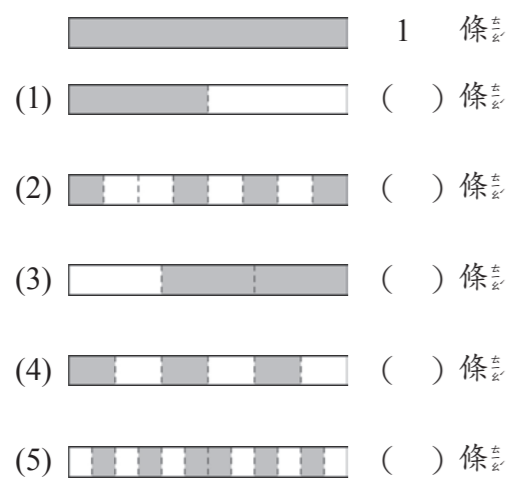 1 條ㄊㄧㄠˊ
(1) ( ) 條ㄊㄧㄠˊ
(2) ( ) 條ㄊㄧㄠˊ
(3) ( ) 條ㄊㄧㄠˊ
(4) ( ) 條ㄊㄧㄠˊ
(5) ( ) 條ㄊㄧㄠˊ